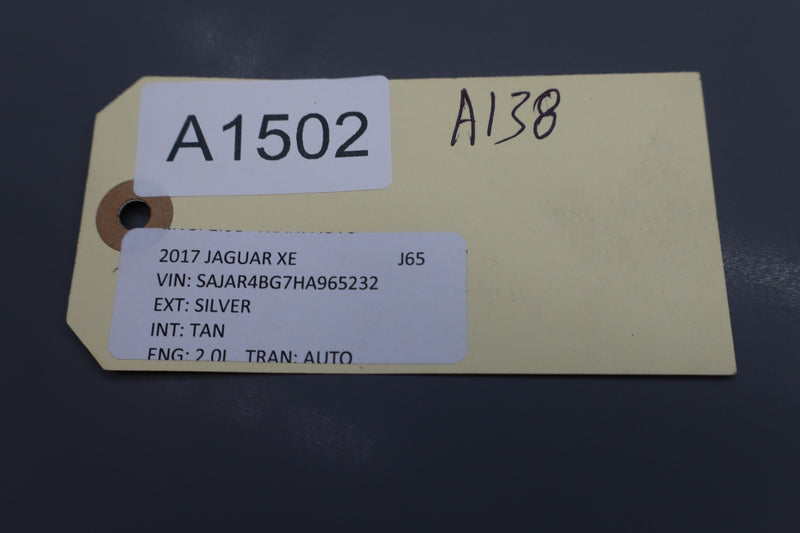 A1502
A138
2017 JAGUAR XE J65
VIN: SAJAR4BG7HA965232
EXT: SILVER
INT: TAN
ENG: 2.0L TRAN: AUTO